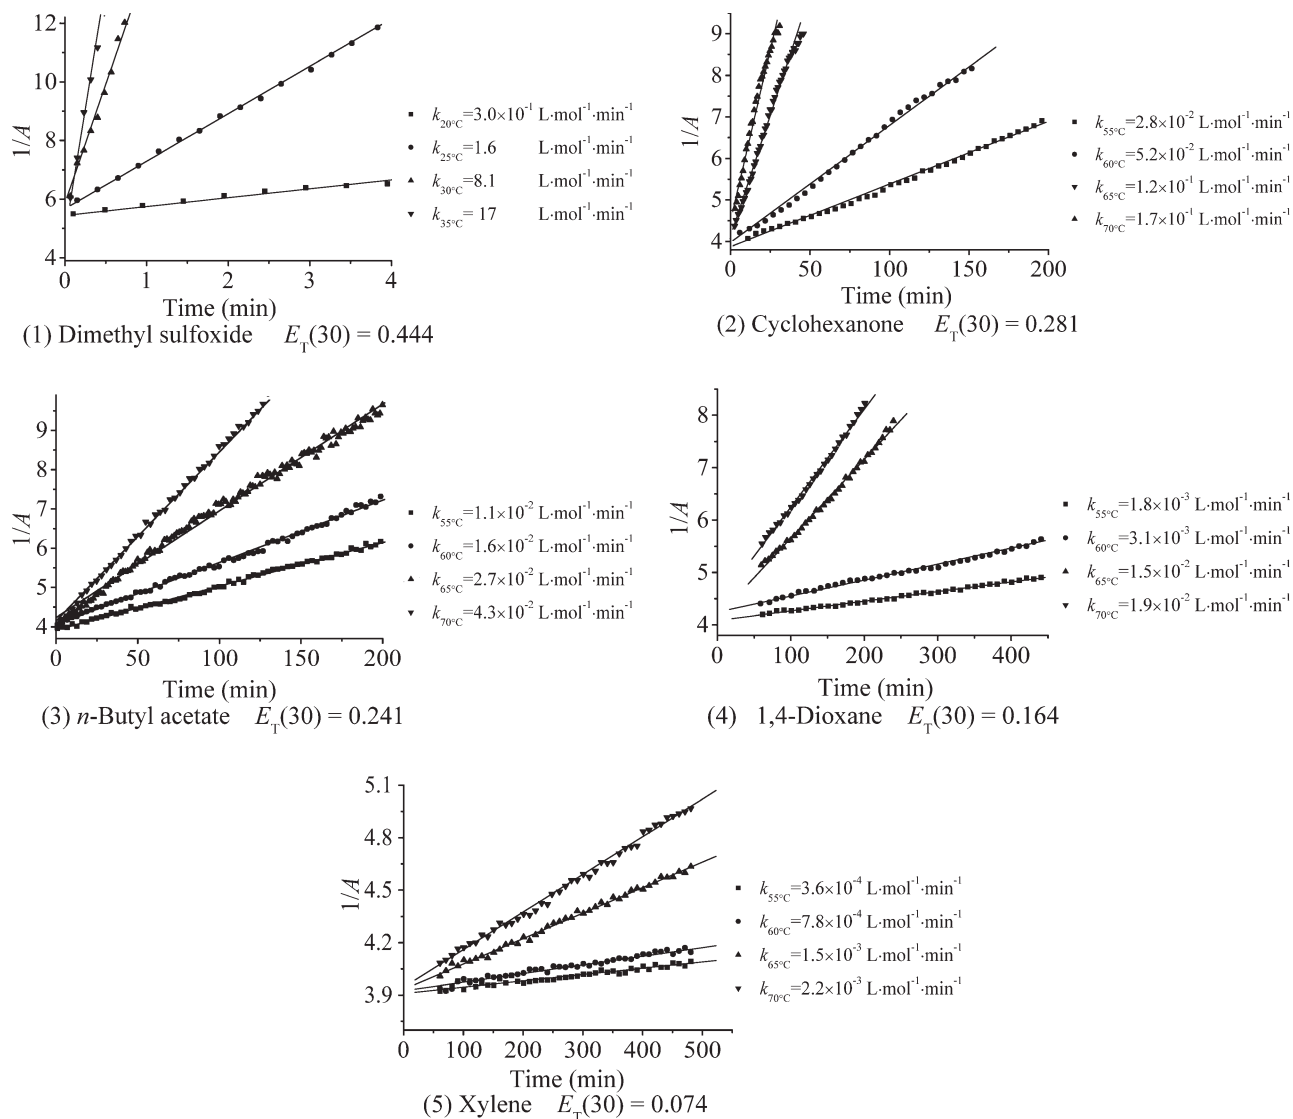 12
10
8
6
4
1/A
0 1 2 3 4
Time (min)
k20°C=3.0×10⁻¹ L·mol⁻¹·min⁻¹
k25°C=1.6 L·mol⁻¹·min⁻¹
k30°C=8.1 L·mol⁻¹·min⁻¹
k35°C= 17 L·mol⁻¹·min⁻¹
(1) Dimethyl sulfoxide ET(30) = 0.444
9
8
7
6
5
4
1/A
0 50 100 150 200
Time (min)
k55°C=2.8×10⁻² L·mol⁻¹·min⁻¹
k60°C=5.2×10⁻² L·mol⁻¹·min⁻¹
k65°C=1.2×10⁻¹ L·mol⁻¹·min⁻¹
k70°C=1.7×10⁻¹ L·mol⁻¹·min⁻¹
(2) Cyclohexanone ET(30) = 0.281
9
8
7
6
5
4
1/A
0 50 100 150 200
Time (min)
k55°C=1.1×10⁻² L·mol⁻¹·min⁻¹
k60°C=1.6×10⁻² L·mol⁻¹·min⁻¹
k65°C=2.7×10⁻² L·mol⁻¹·min⁻¹
k70°C=4.3×10⁻² L·mol⁻¹·min⁻¹
(3) n-Butyl acetate ET(30) = 0.241
8
7
6
5
4
1/A
0 100 200 300 400
Time (min)
k55°C=1.8×10⁻³ L·mol⁻¹·min⁻¹
k60°C=3.1×10⁻³ L·mol⁻¹·min⁻¹
k65°C=1.5×10⁻² L·mol⁻¹·min⁻¹
k70°C=1.9×10⁻² L·mol⁻¹·min⁻¹
(4) 1,4-Dioxane ET(30) = 0.164
5.1
4.8
4.5
4.2
3.9
1/A
0 100 200 300 400 500
Time (min)
k55°C=3.6×10⁻⁴ L·mol⁻¹·min⁻¹
k60°C=7.8×10⁻⁴ L·mol⁻¹·min⁻¹
k65°C=1.5×10⁻³ L·mol⁻¹·min⁻¹
k70°C=2.2×10⁻³ L·mol⁻¹·min⁻¹
(5) Xylene ET(30) = 0.074